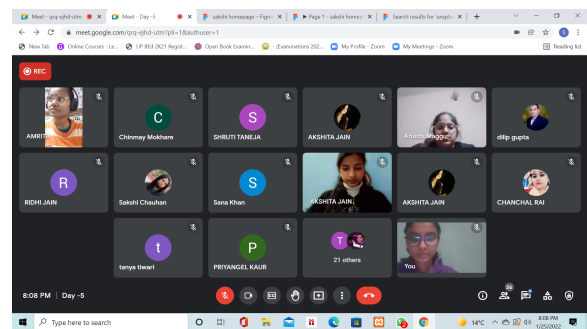 Meet - qrq-ejhd-utm
Meet - Day -5
sakshi homepage – Figm
Page 1 - sakshi home
Search results for 'unspl
meet.google.com/qrq-ejhd-utm?pli=1&authuser=1
New Tab Online Courses - Le... UP BEd 2K21 Regist... Open Book Examin... (Examinations 202... My Profile - Zoom My Meetings - Zoom Reading list
REC
C
S
AMRITA
Chinmay Mokhare
SHRUTI TANEJA
AKSHITA JAIN
Khushi Maggu
dilip gupta
R
S
RIDHI JAIN
Sakshi Chauhan
Sana Khan
AKSHITA JAIN
AKSHITA JAIN
CHANCHAL RAI
t
P
T
tanya tiwari
PRIYANGEL KAUR
21 others
You
8:08 PM | Day -5
34
Type here to search
14°C
8:08 PM
1/25/2022